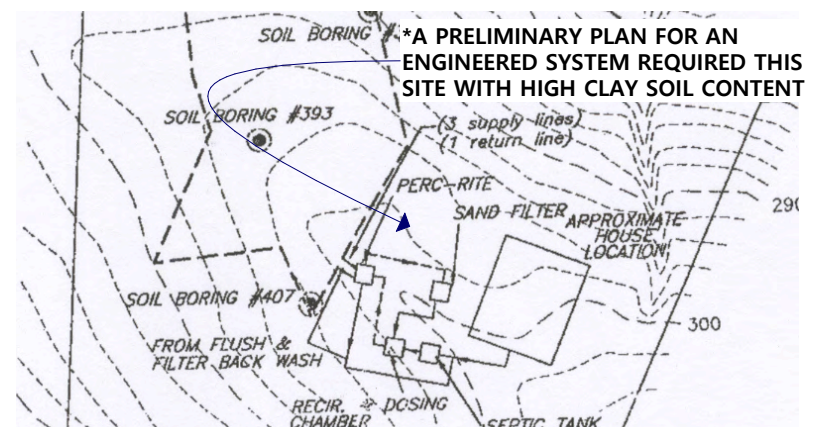 SOIL BORING
*A PRELIMINARY PLAN FOR AN
ENGINEERED SYSTEM REQUIRED THIS
SITE WITH HIGH CLAY SOIL CONTENT
SOIL BORING #393
(3 supply lines)
(1 return line)
PERC-RITE
SAND FILTER
APPROXIMATE
HOUSE
LOCATION
290
SOIL BORING #407
300
FROM FLUSH &
FILTER BACK WASH
RECIR. & DOSING
CHAMBER
SEPTIC TANK